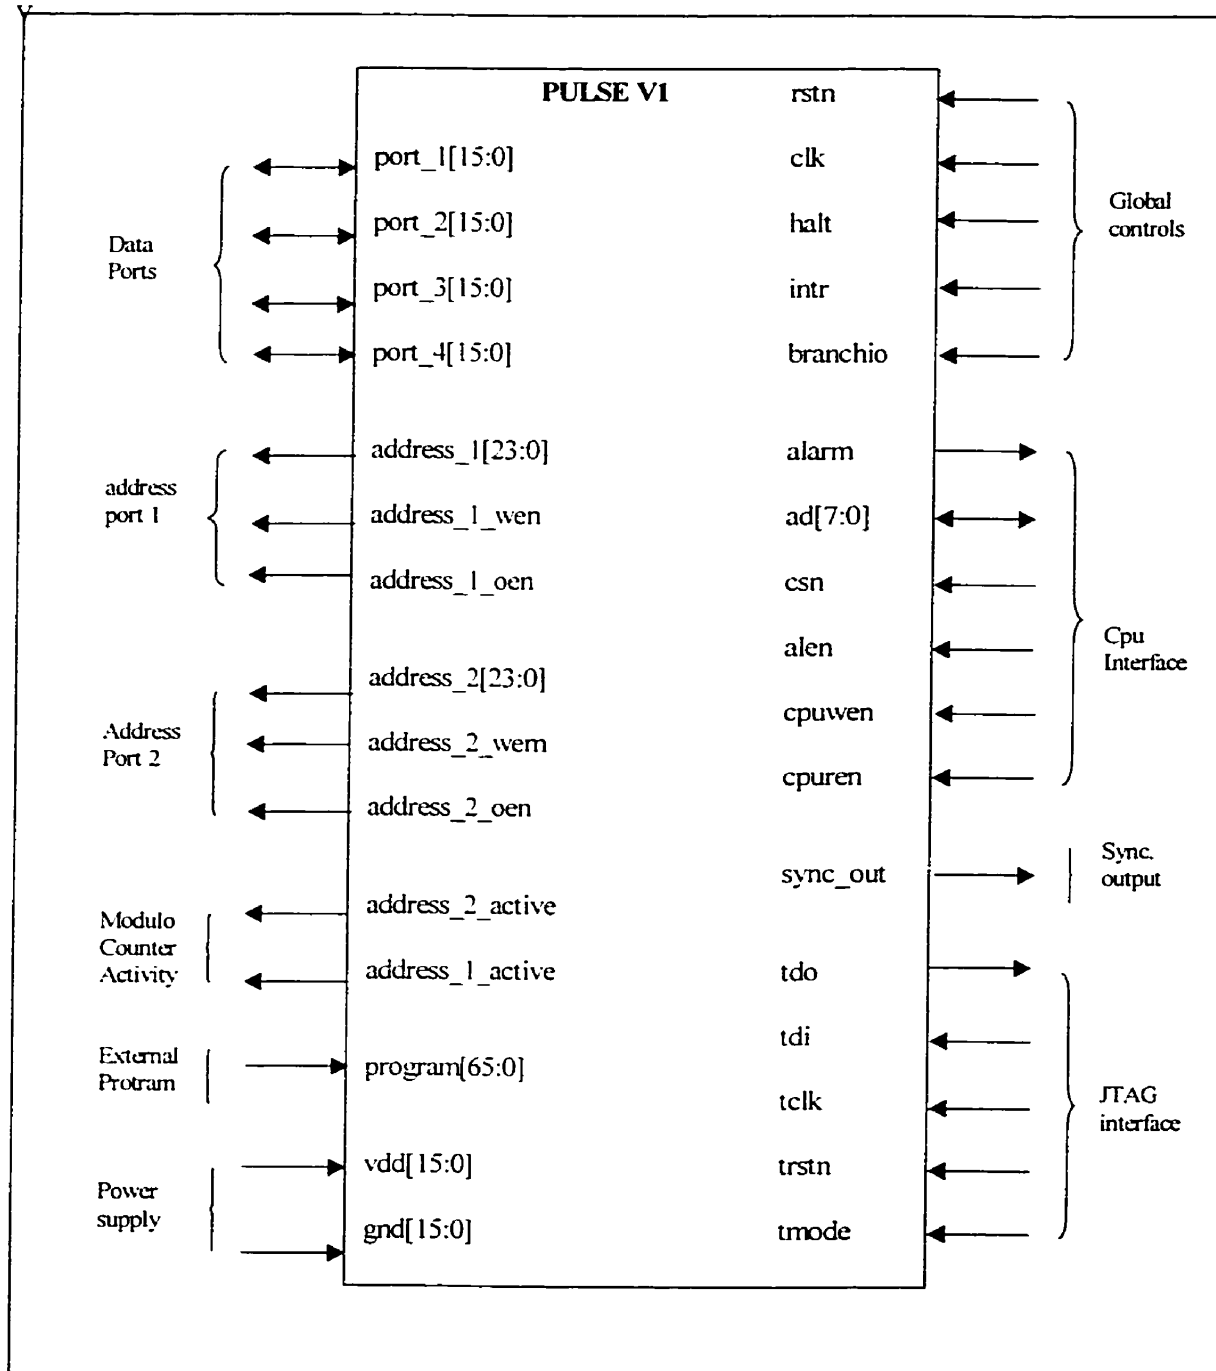 PULSE V1
Data
Ports
port_1[15:0]
port_2[15:0]
port_3[15:0]
port_4[15:0]
address
port 1
address_1[23:0]
address_1_wen
address_1_oen
Address
Port 2
address_2[23:0]
address_2_wem
address_2_oen
Modulo
Counter
Activity
address_2_active
address_1_active
External
Protram
program[65:0]
Power
supply
vdd[15:0]
gnd[15:0]
rstn
clk
halt
intr
branchio
Global
controls
alarm
ad[7:0]
csn
alen
cpuwen
cpuren
Cpu
Interface
sync_out
Sync.
output
tdo
tdi
tclk
trstn
tmode
JTAG
interface